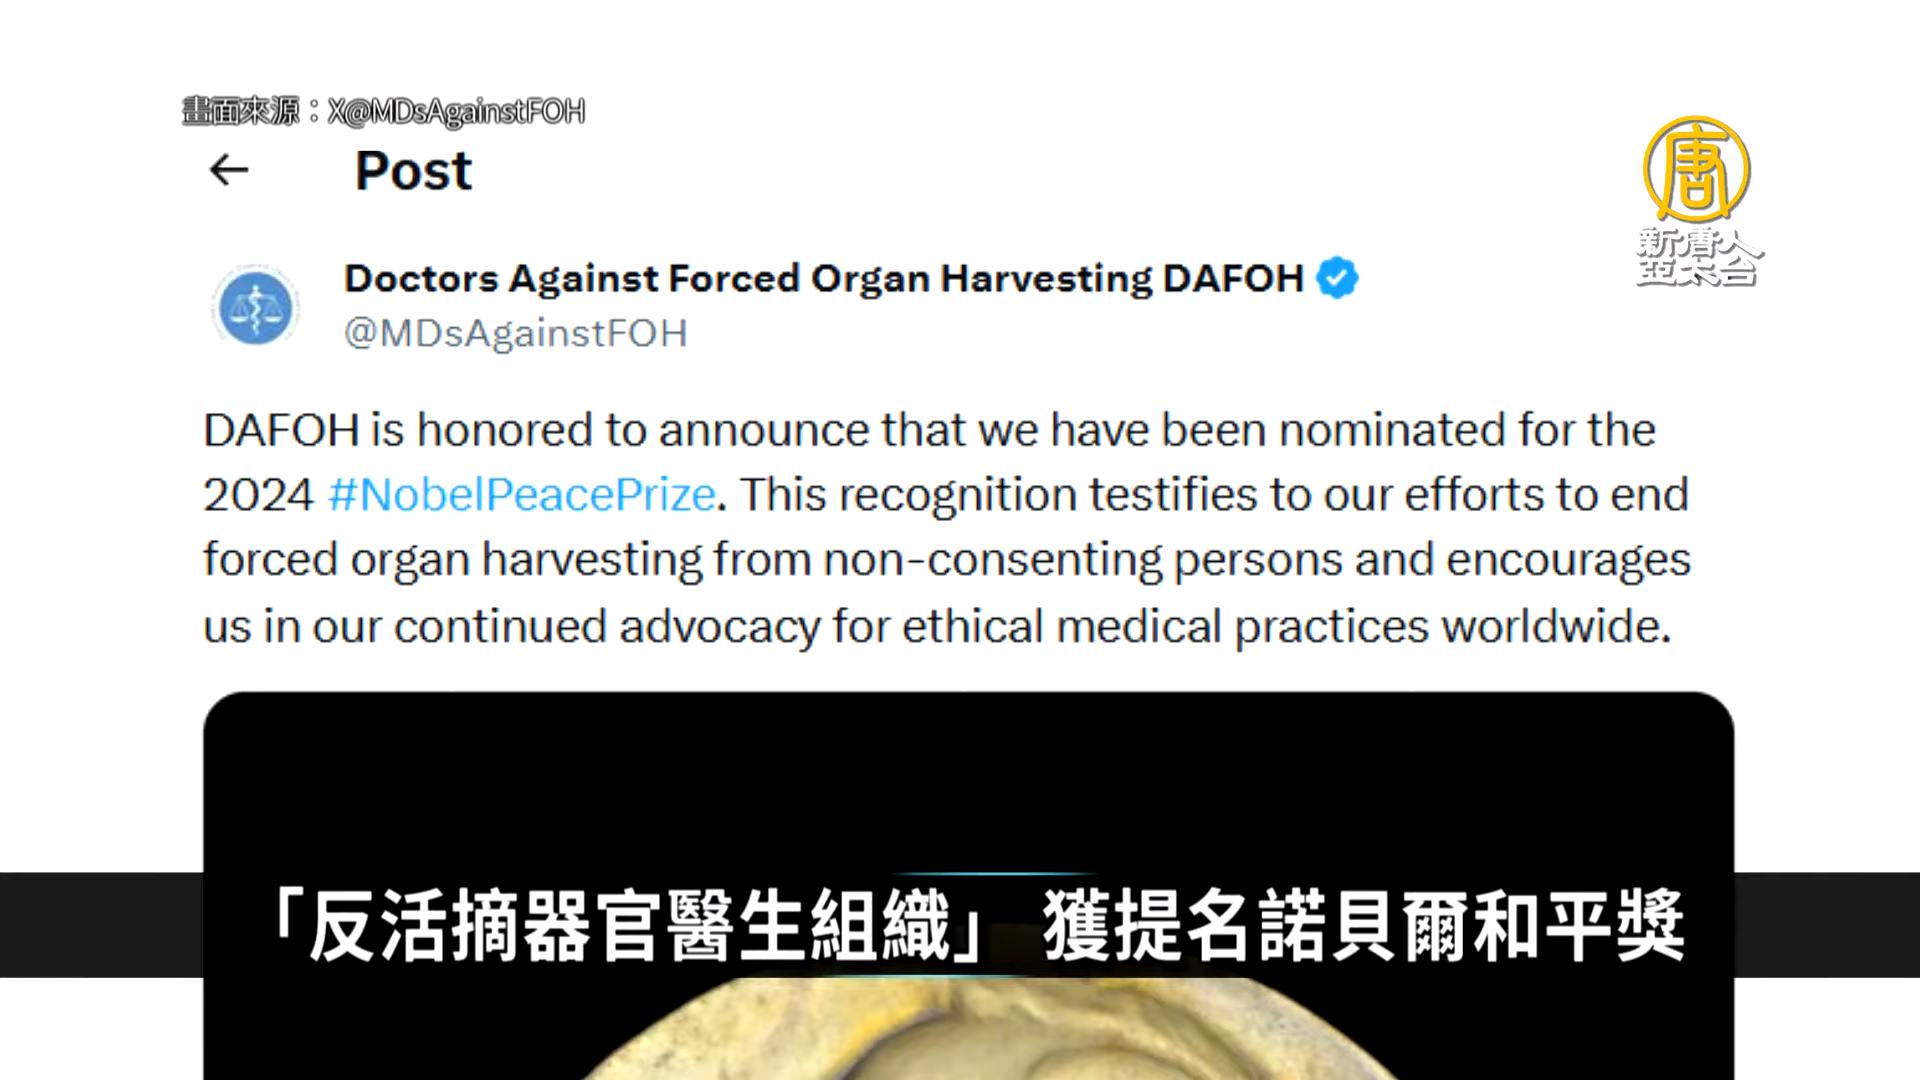 畫面來源：X@MDsAgainstFOH
Post
唐
新唐人
亞太台
Doctors Against Forced Organ Harvesting DAFOH
@MDsAgainstFOH
DAFOH is honored to announce that we have been nominated for the
2024 #NobelPeacePrize. This recognition testifies to our efforts to end
forced organ harvesting from non-consenting persons and encourages
us in our continued advocacy for ethical medical practices worldwide.
「反活摘器官醫生組織」 獲提名諾貝爾和平獎